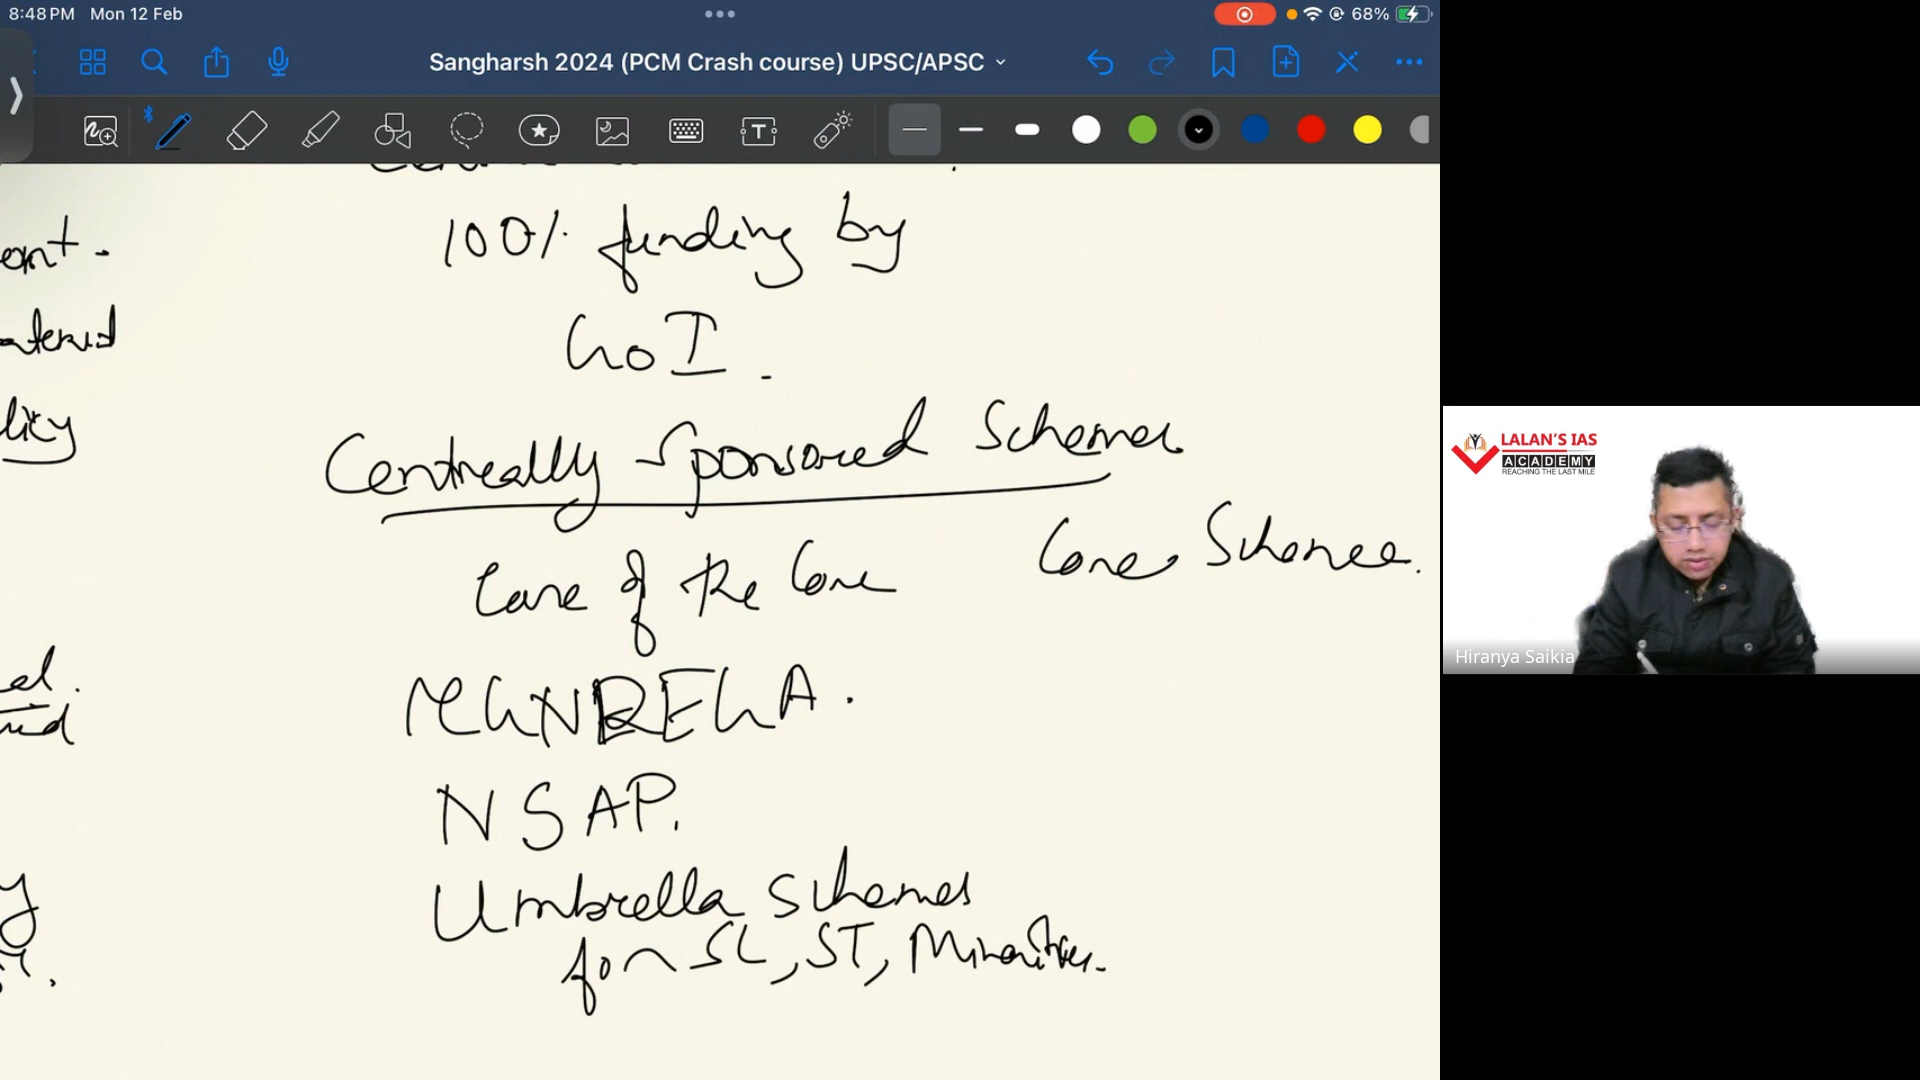 8:48 PM Mon 12 Feb
68%
Sangharsh 2024 (PCM Crash course) UPSC/APSC
T
100% funding by
GoI.
Centrally Sponsored Schemes
Core of the Core
Core Schemes.
MGNREGA.
NSAP.
Umbrella Schemes
for SC, ST, Minorities.
LALAN'S IAS
ACADEMY
REACHING THE LAST MILE
Hiranya Saikia